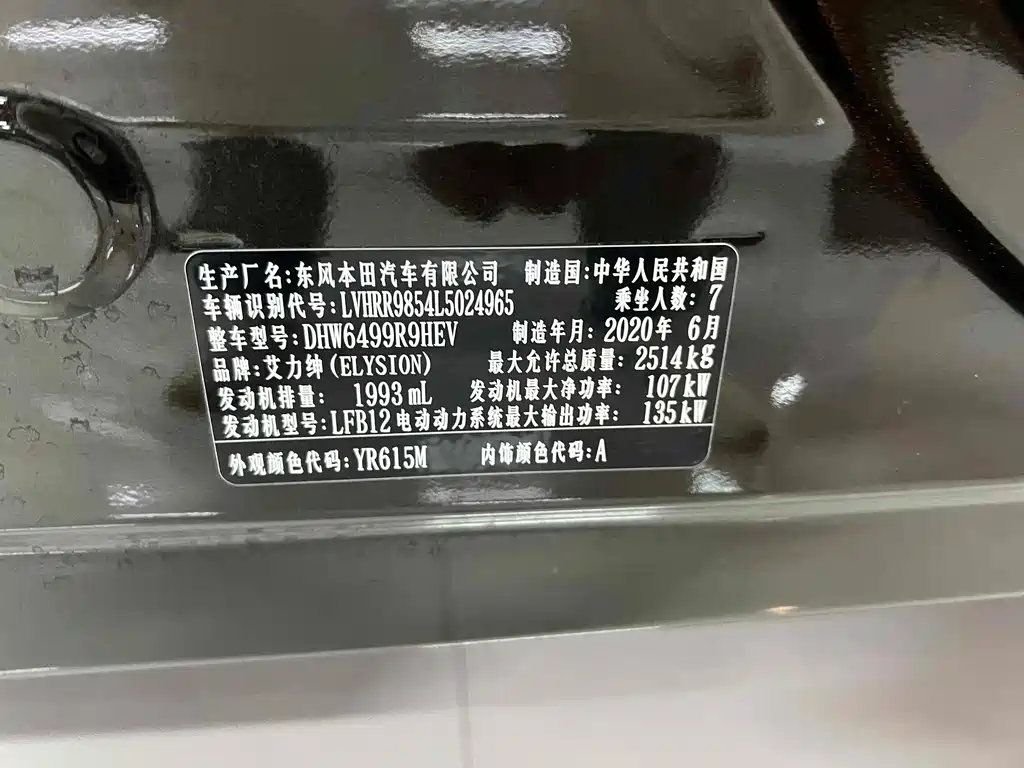 生产厂名:东风本田汽车有限公司 制造国:中华人民共和国
车辆识别代号:LVHRR9854L5024965 乘坐人数: 7
整车型号:DHW6499R9HEV 制造年月: 2020年 6月
品牌: 艾力绅(ELYSION) 最大允许总质量: 2514kg
发动机排量: 1993mL 发动机最大净功率: 107kW
发动机型号:LFB12 电动动力系统最大输出功率: 135kW
外观颜色代码:YR615M 内饰颜色代码:A